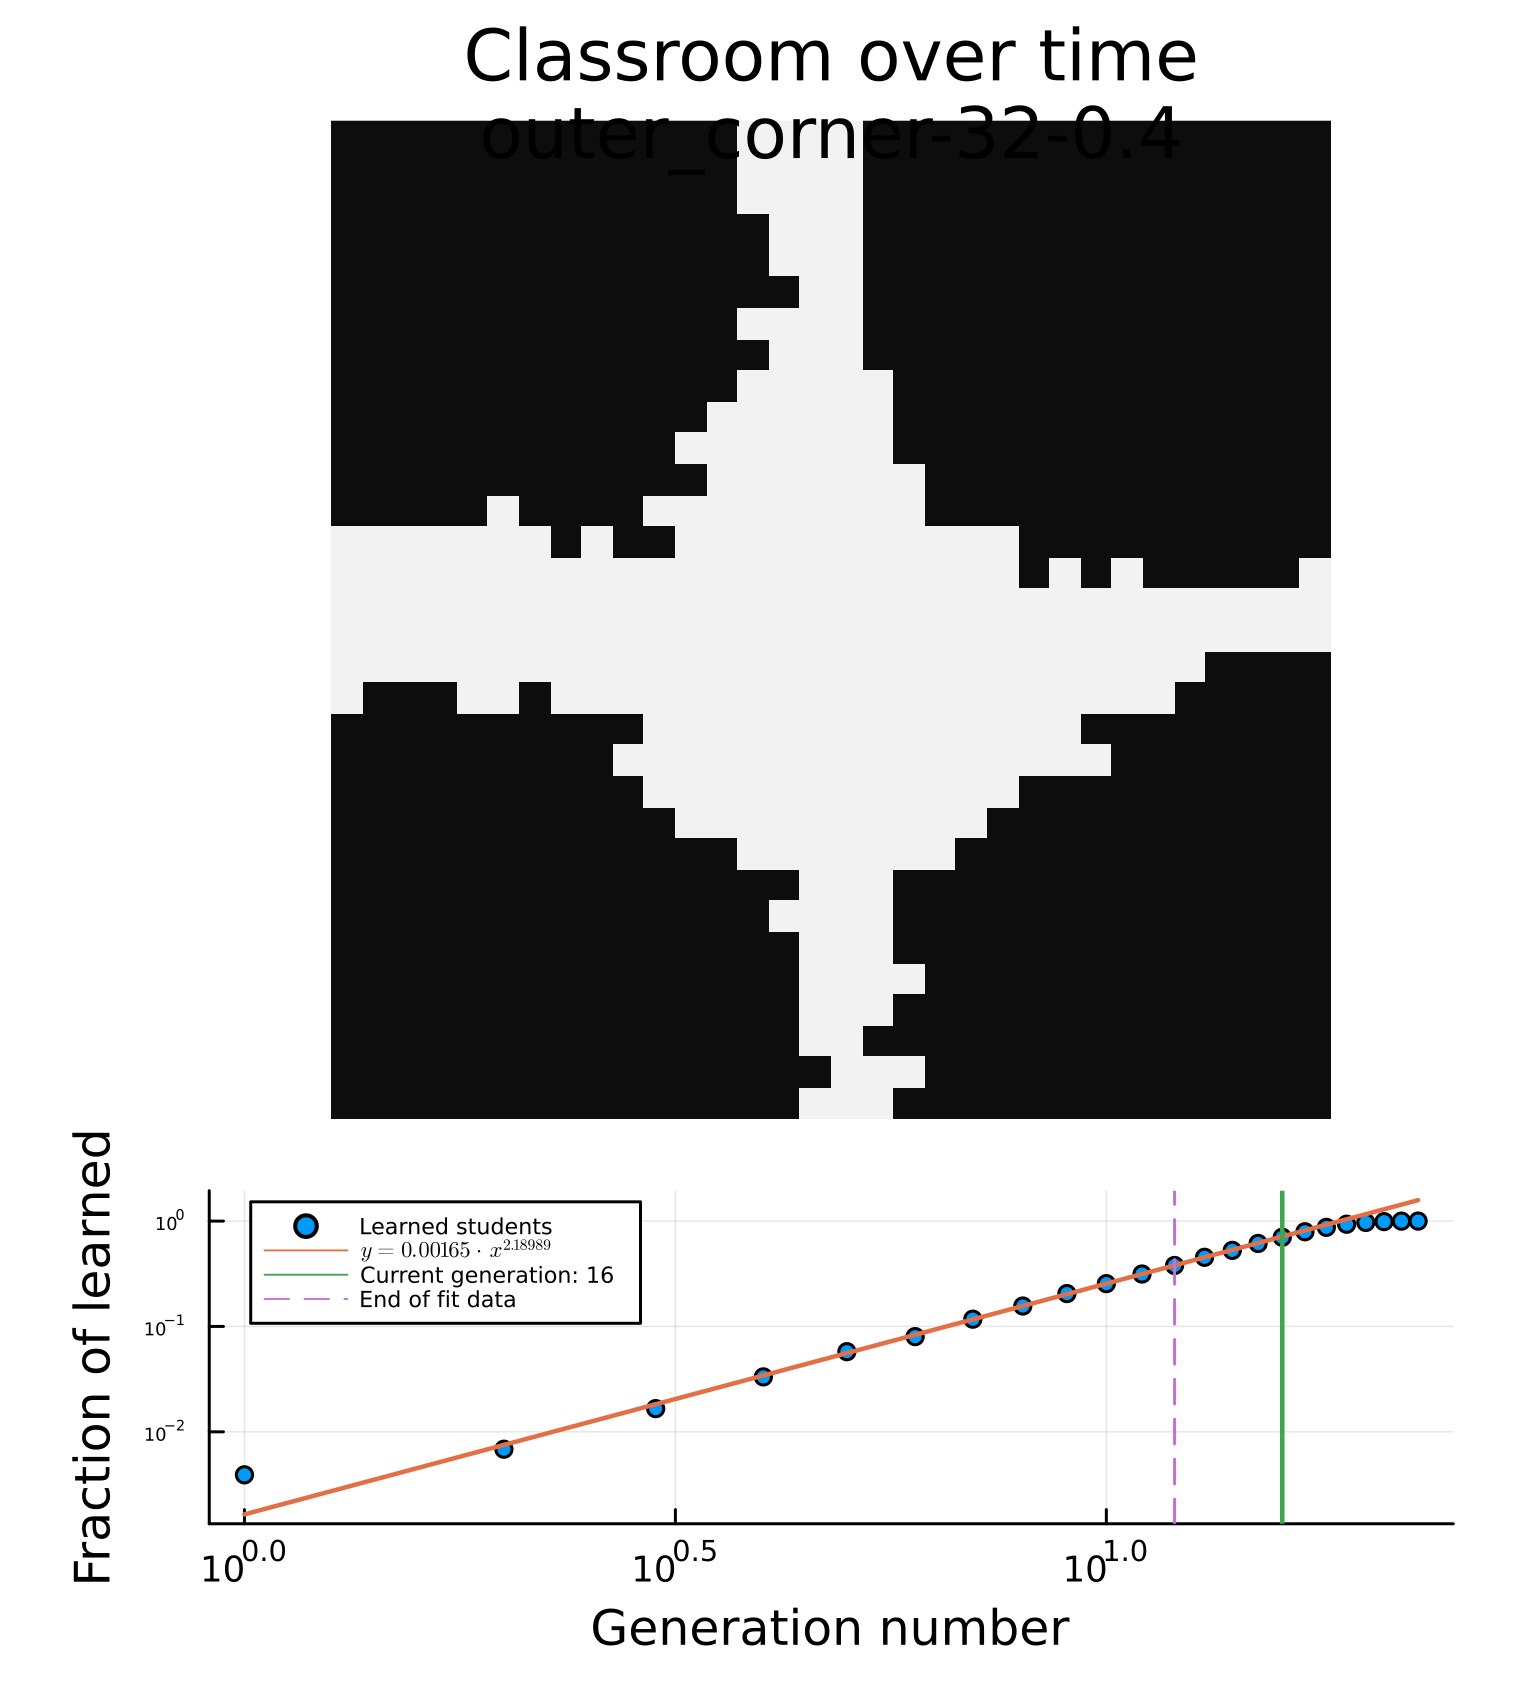 Classroom over time
outer_corner-32-0.4
Fraction of learned
10^0
10^−1
10^−2
Learned students
y = 0.00165 · x^2.18989
Current generation: 16
End of fit data
10^0.0
10^0.5
10^1.0
Generation number